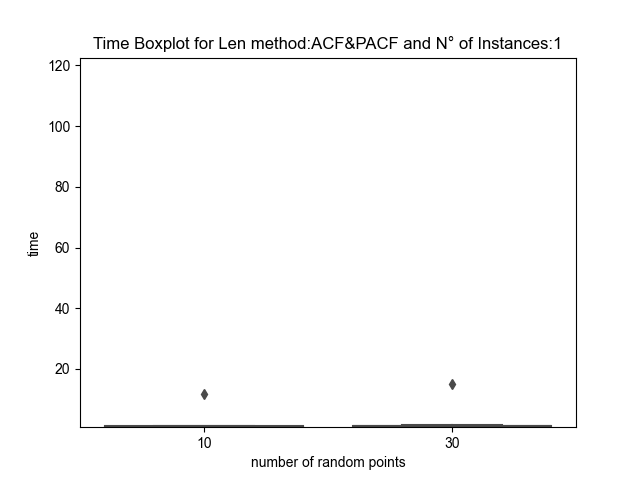 Time Boxplot for Len method:ACF&PACF and N° of Instances:1
120
100
80
60
40
20
time
10 30
number of random points